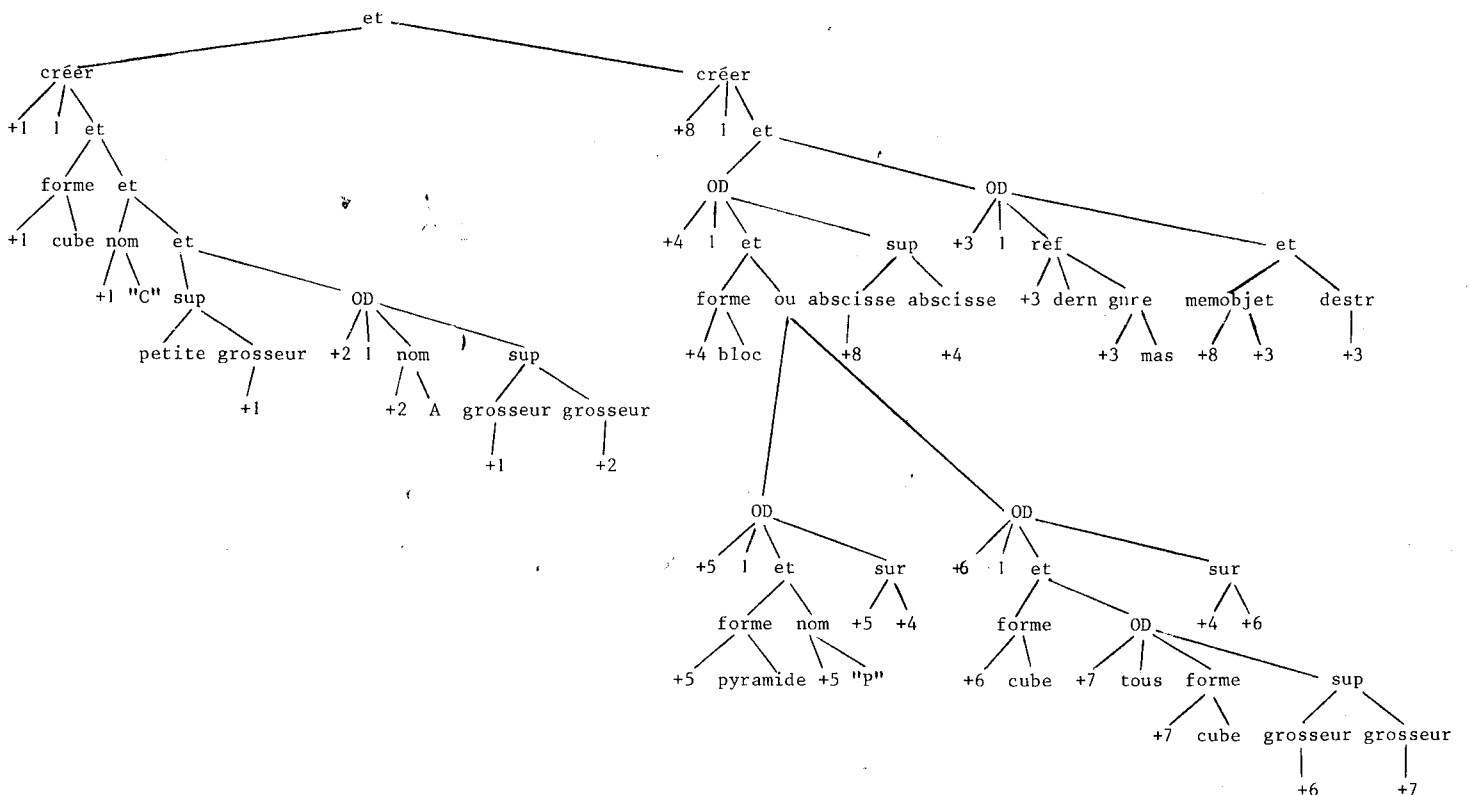 et
créer créer
+1 1 et +8 1 et
forme et OD OD
+1 cube nom et +4 1 et sup +3 1 ref et
+1 "C" sup OD forme ou abscisse abscisse +3 dern gnre memobjet destr
petite grosseur +2 1 nom sup +4 bloc +8 +4 +3 mas +8 +3 +3
+1 +2 A grosseur grosseur
+1 +2
OD OD
+5 1 et sur +6 1 et sur
forme nom +5 +4 forme OD +4 +6
+5 pyramide +5 "P" +6 cube +7 tous forme sup
+7 cube grosseur grosseur
+6 +7